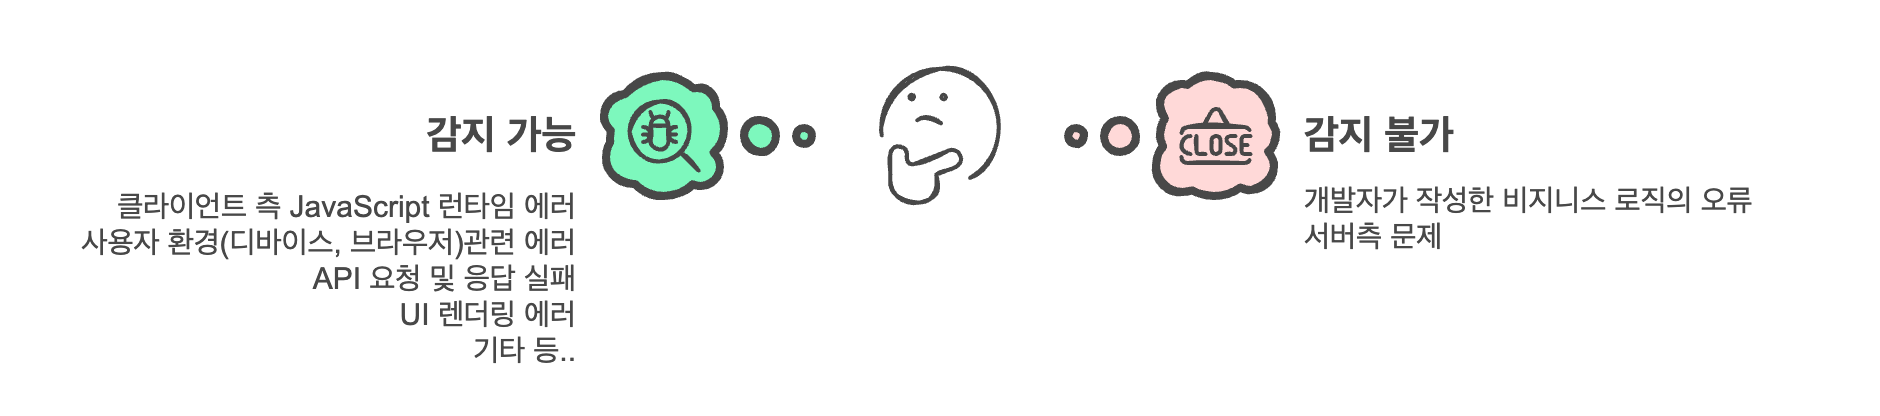 감지 가능
클라이언트 측 JavaScript 런타임 에러
사용자 환경(디바이스, 브라우저)관련 에러
API 요청 및 응답 실패
UI 렌더링 에러
기타 등..
CLOSE
감지 불가
개발자가 작성한 비지니스 로직의 오류
서버측 문제